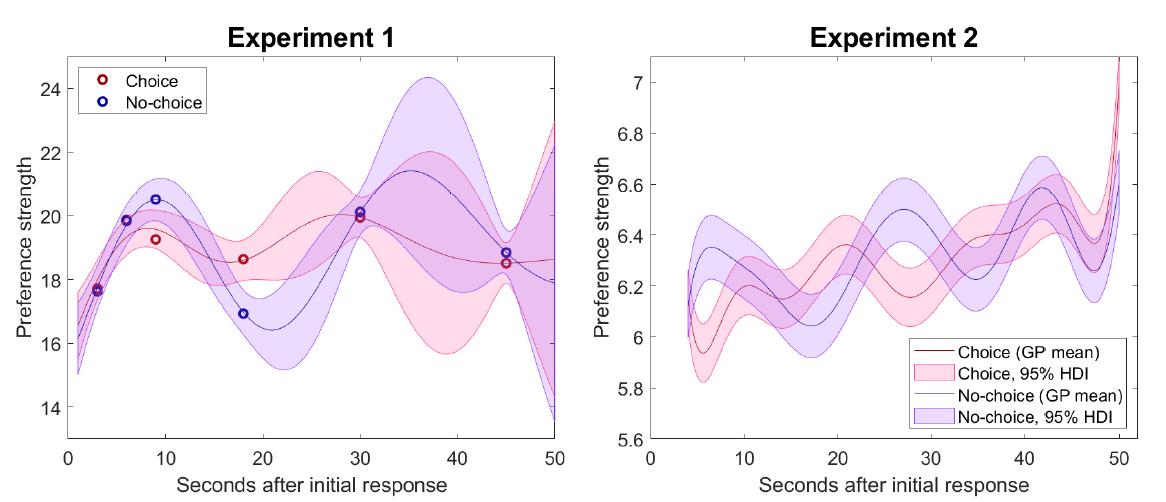 Experiment 1
Choice
No-choice
Preference strength
24
22
20
18
16
14
0
10
20
30
40
50
Seconds after initial response
Experiment 2
Preference strength
7
6.8
6.6
6.4
6.2
6
5.8
5.6
Choice (GP mean)
Choice, 95% HDI
No-choice (GP mean)
No-choice, 95% HDI
0
10
20
30
40
50
Seconds after initial response